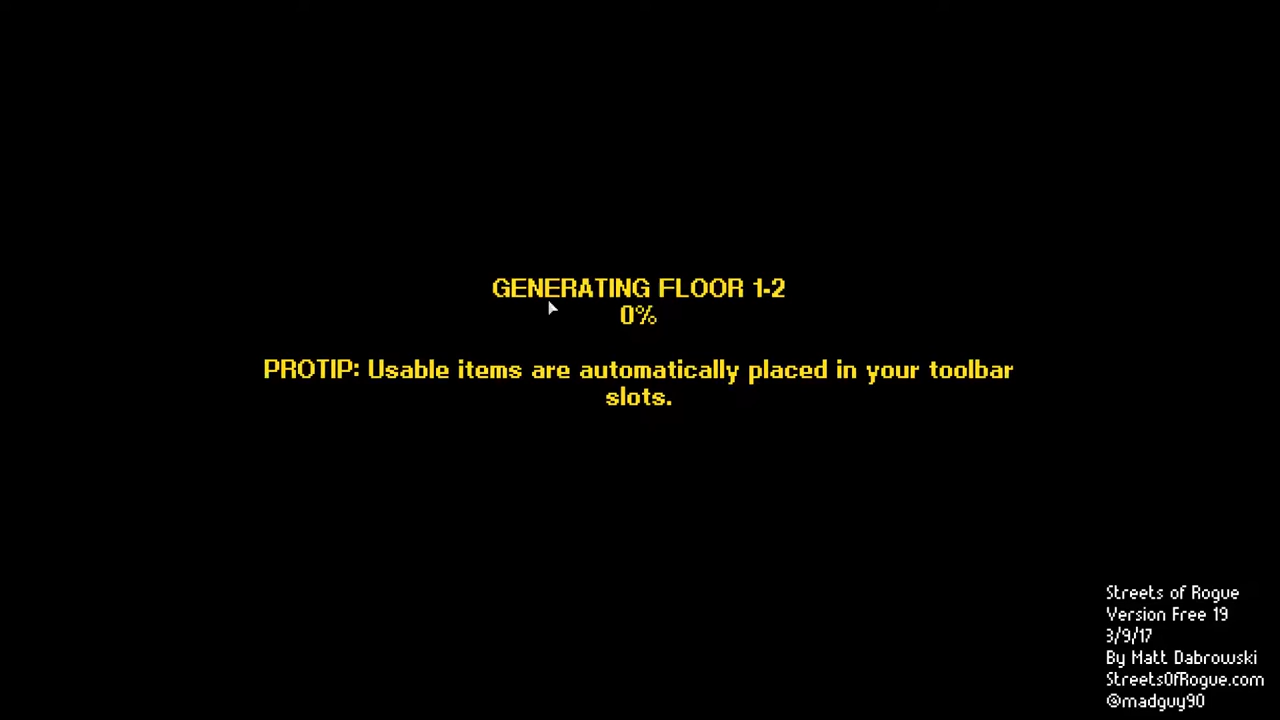 GENERATING FLOOR 1-2
0%
PROTIP: Usable items are automatically placed in your toolbar
slots.
Streets of Rogue
Version Free 19
3/9/17
By Matt Dabrowski
StreetsOfRogue.com
@madguy90